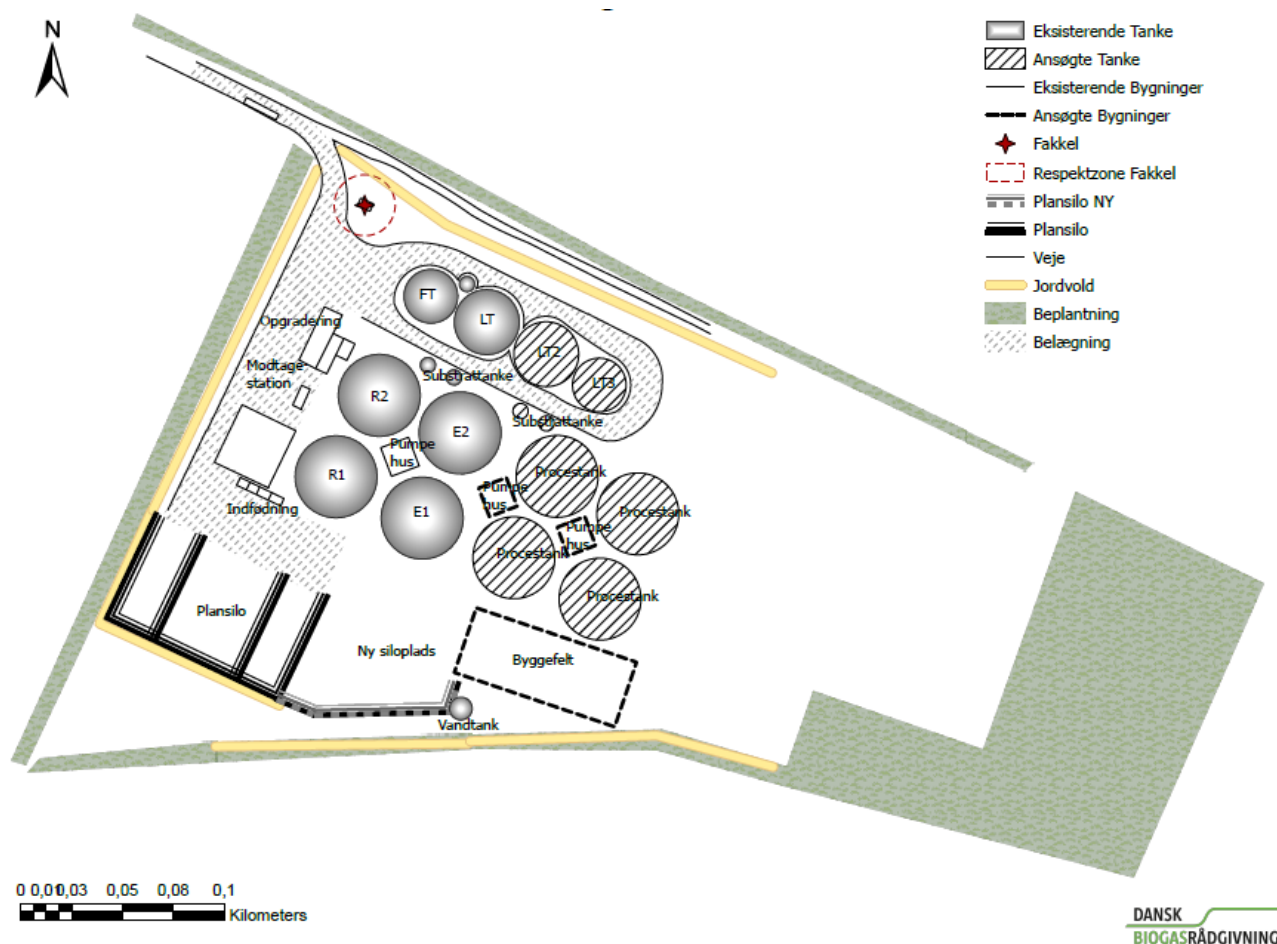 N
Eksisterende Tanke
Ansøgte Tanke
Eksisterende Bygninger
Ansøgte Bygninger
Fakkel
Respektzone Fakkel
Plansilo NY
Plansilo
Veje
Jordvold
Beplantning
Belægning
FT
LT
LT2
LT3
Opgradering
Modtage-
station
Substrattanke
Substrattanke
R2
E2
Pumpe
hus
R1
E1
Indfødning
Procestank
Pumpe
hus
Procestank
Pumpe
hus
Procestank
Procestank
Plansilo
Ny siloplads
Byggefelt
Vandtank
0 0,010,03 0,05 0,08 0,1
Kilometers
DANSK
BIOGASRÅDGIVNING